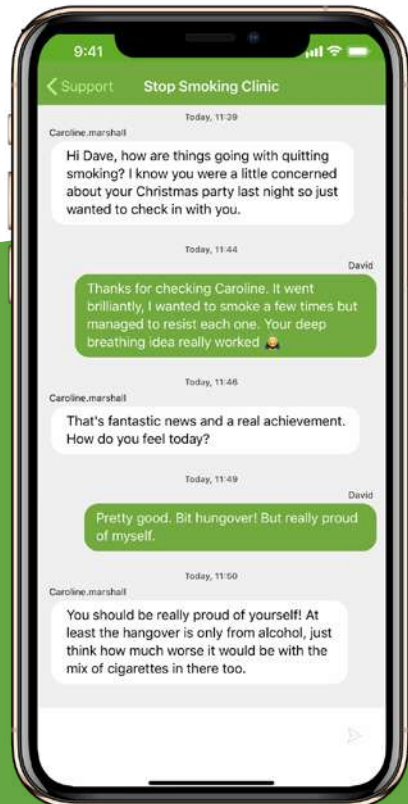 9:41
Support
Stop Smoking Clinic
Today, 11:39
Caroline.marshall
Hi Dave, how are things going with quitting
smoking? I know you were a little concerned
about your Christmas party last night so just
wanted to check in with you.
Today, 11:44
David
Thanks for checking Caroline. It went
brilliantly, I wanted to smoke a few times but
managed to resist each one. Your deep
breathing idea really worked
Today, 11:46
Caroline.marshall
That's fantastic news and a real achievement.
How do you feel today?
Today, 11:49
David
Pretty good. Bit hungover! But really proud
of myself.
Today, 11:50
Caroline.marshall
You should be really proud of yourself! At
least the hangover is only from alcohol, just
think how much worse it would be with the
mix of cigarettes in there too.